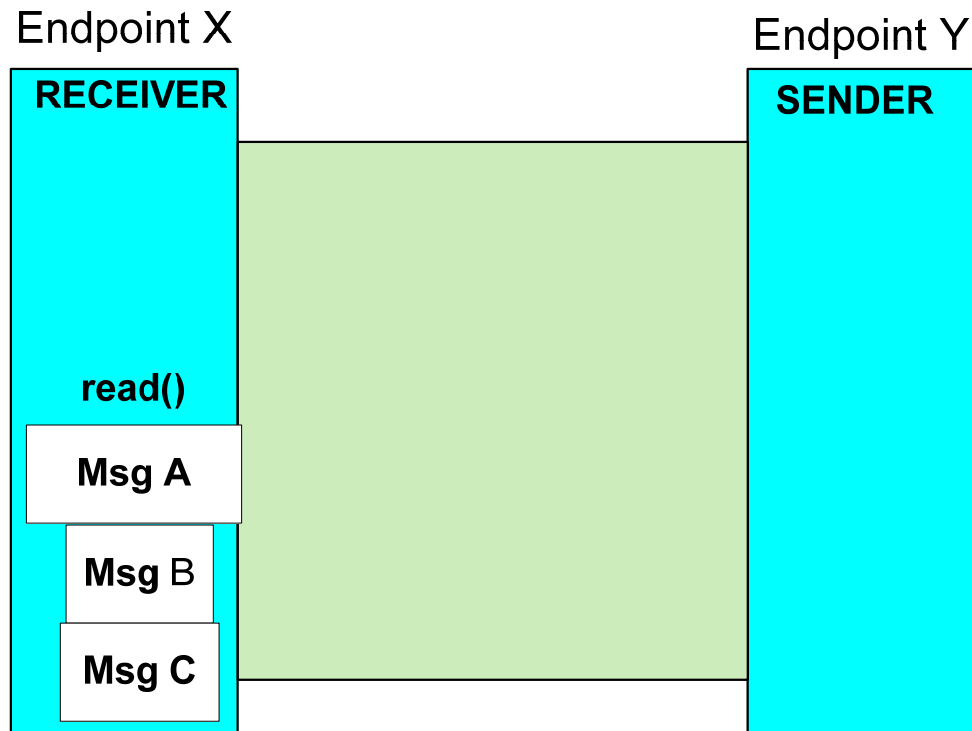 Endpoint X
Endpoint Y
RECEIVER
SENDER
read()
Msg A
Msg B
Msg C